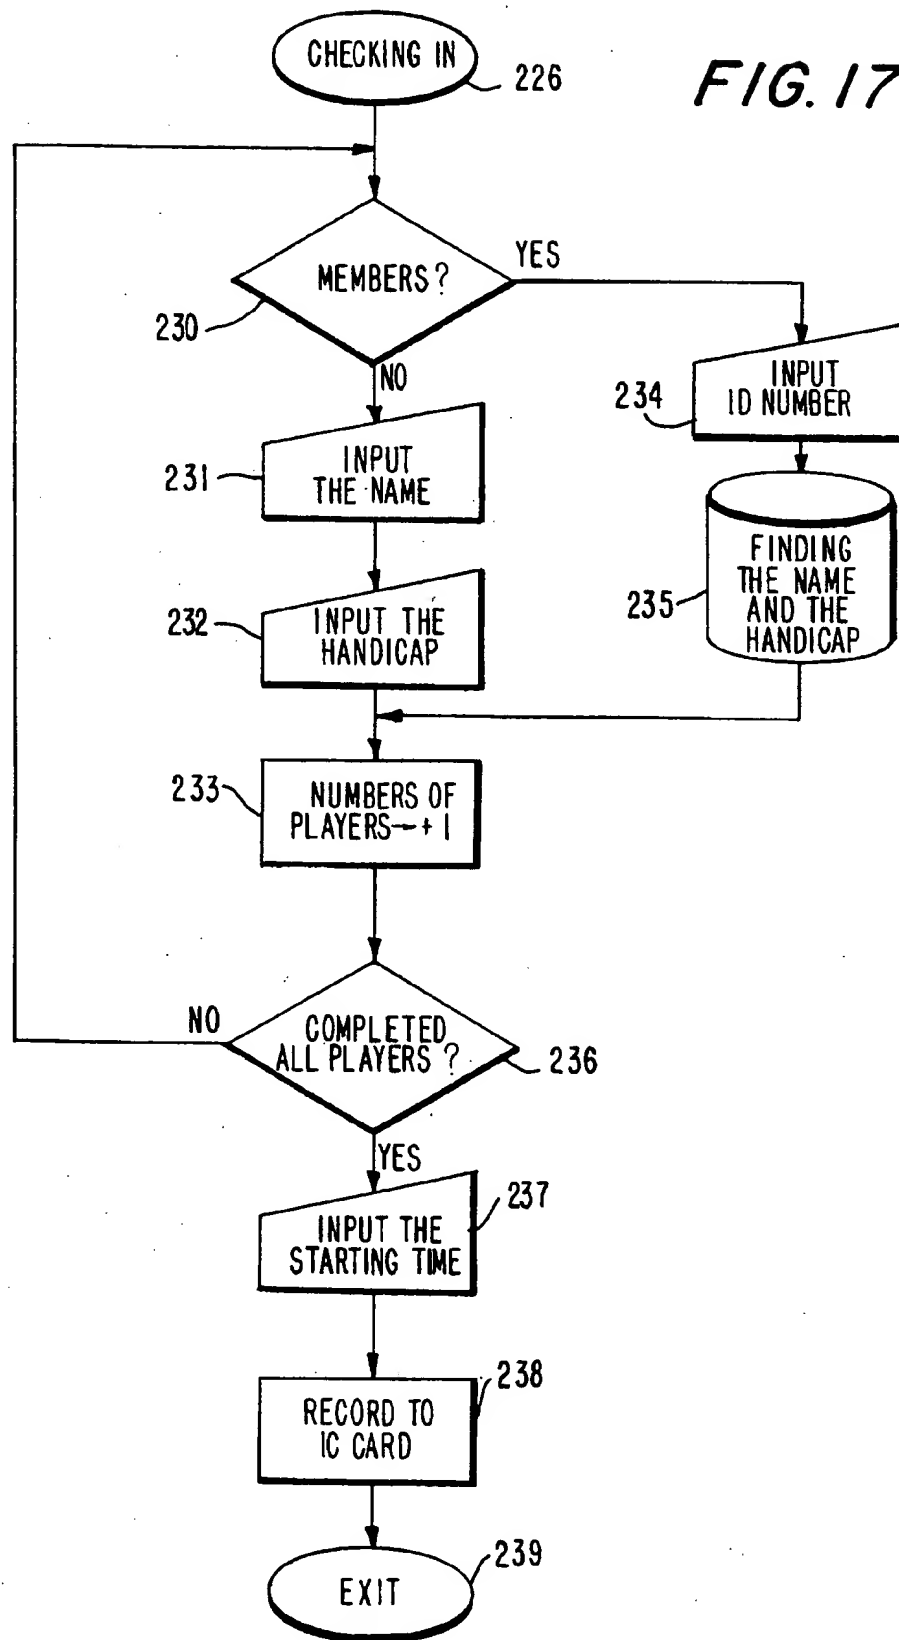 CHECKING IN
226
FIG. 17
MEMBERS?
230
YES
NO
INPUT
ID NUMBER
234
INPUT
THE NAME
231
FINDING
THE NAME
AND THE
HANDICAP
235
INPUT THE
HANDICAP
232
NUMBERS OF
PLAYERS→ + 1
233
COMPLETED
ALL PLAYERS ?
236
NO
YES
INPUT THE
STARTING TIME
237
RECORD TO
IC CARD
238
EXIT
239